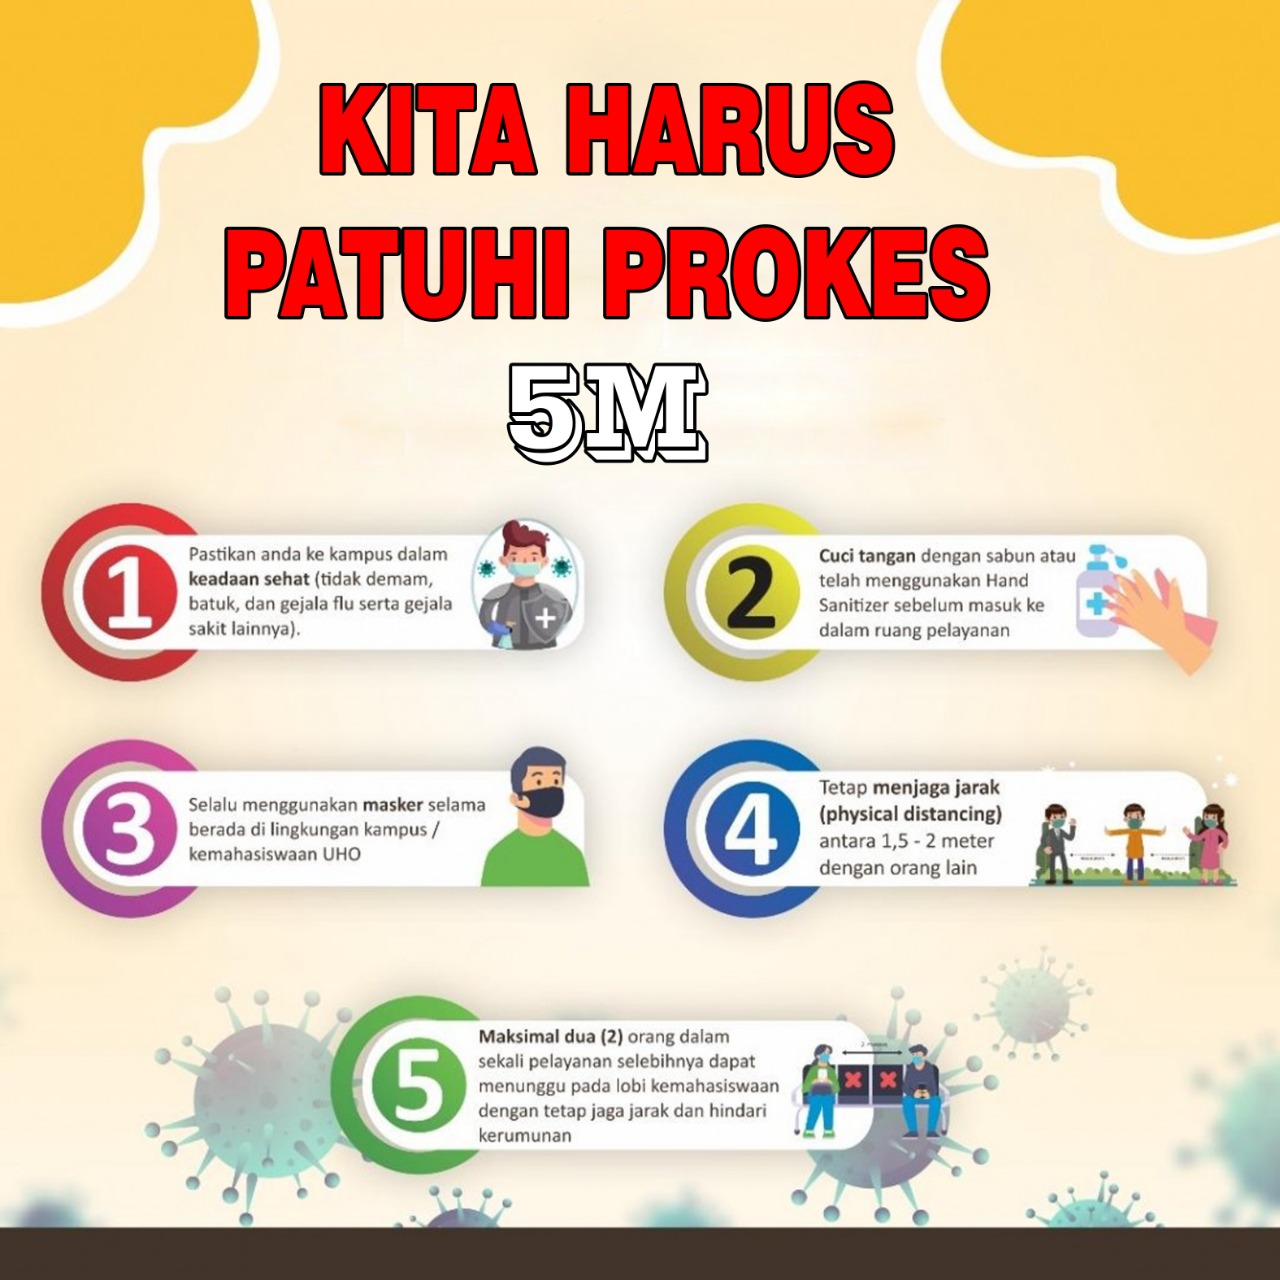 KITA HARUS
PATUHI PROKES
5M
1
Pastikan anda ke kampus dalam
keadaan sehat (tidak demam,
batuk, dan gejala flu serta gejala
sakit lainnya).
2
Cuci tangan dengan sabun atau
telah menggunakan Hand
Sanitizer sebelum masuk ke
dalam ruang pelayanan
3
Selalu menggunakan masker selama
berada di lingkungan kampus /
kemahasiswaan UHO
4
Tetap menjaga jarak
(physical distancing)
antara 1,5 - 2 meter
dengan orang lain
5
Maksimal dua (2) orang dalam
sekali pelayanan selebihnya dapat
menunggu pada lobi kemahasiswaan
dengan tetap jaga jarak dan hindari
kerumunan